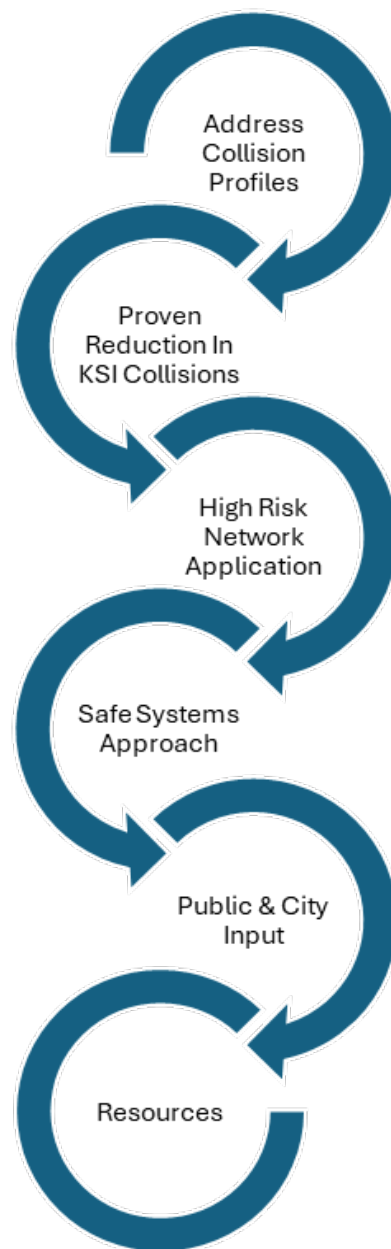 Address
Collision
Profiles
Proven
Reduction In
KSI Collisions
High Risk
Network
Application
Safe Systems
Approach
Public & City
Input
Resources